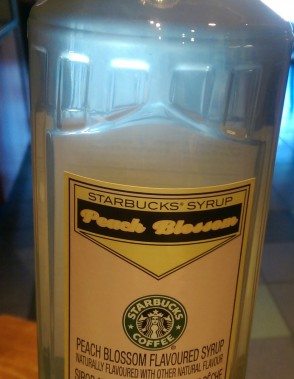 STARBUCKS® SYRUP
Peach Blossom
STARBUCKS
COFFEE
PEACH BLOSSOM FLAVOURED SYRUP
NATURALLY FLAVOURED WITH OTHER NATURAL FLAVOUR